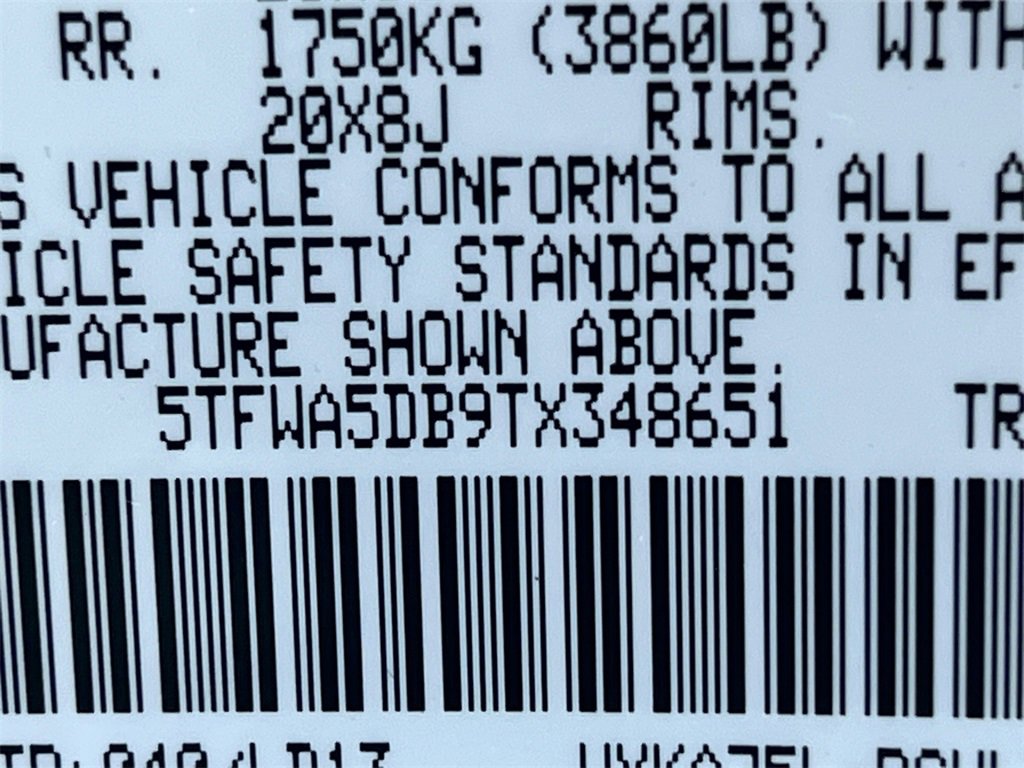 RR. 1750KG (3860LB) WITH
20X8J RIMS.
S VEHICLE CONFORMS TO ALL A
ICLE SAFETY STANDARDS IN EF
UFACTURE SHOWN ABOVE.
5TFWA5DB9TX348651 TR